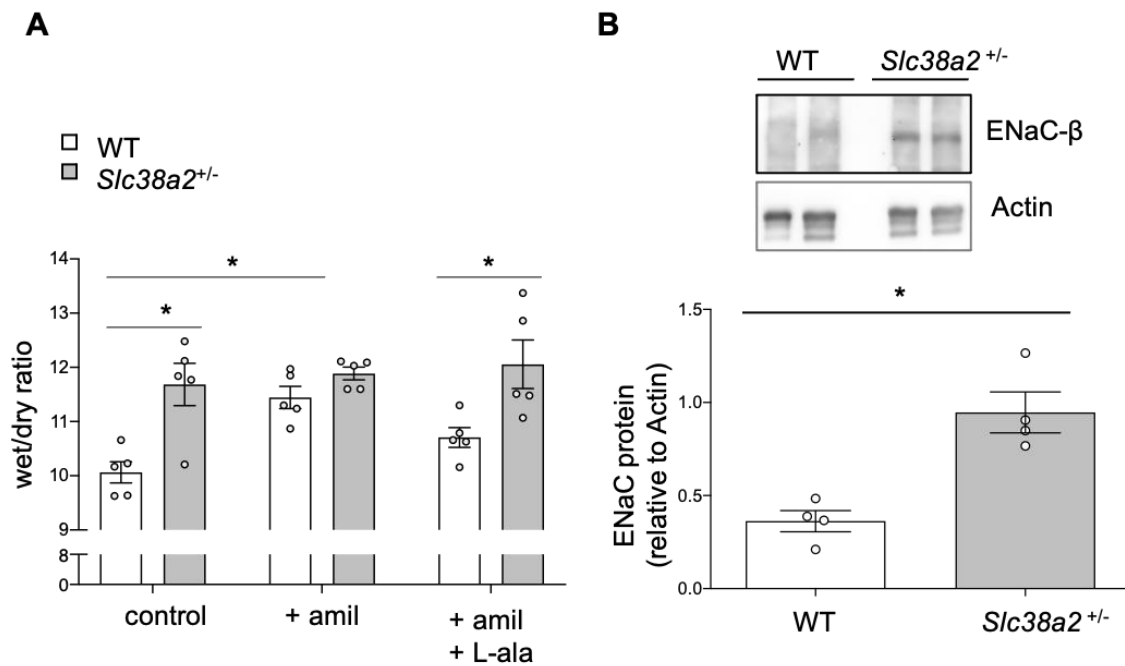 A
WT
Slc38a2+/-
*
*
*
14
13
12
11
10
9
8
0
wet/dry ratio
control
+ amil
+ amil
+ L-ala
B
WT Slc38a2 +/-
ENaC-β
Actin
*
1.5
1.0
0.5
0.0
ENaC protein
(relative to Actin)
WT
Slc38a2 +/-